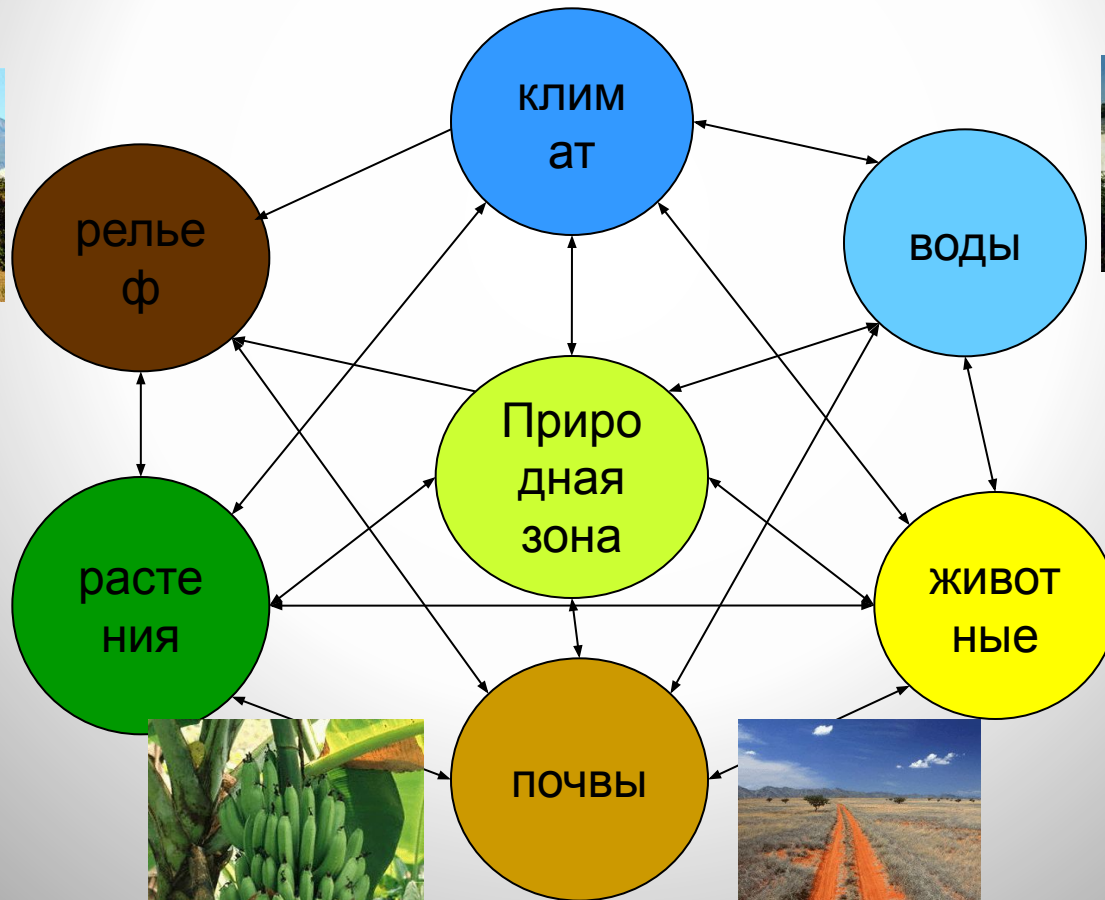 клим
ат
релье
ф
воды
Приро
дная
зона
расте
ния
живот
ные
почвы